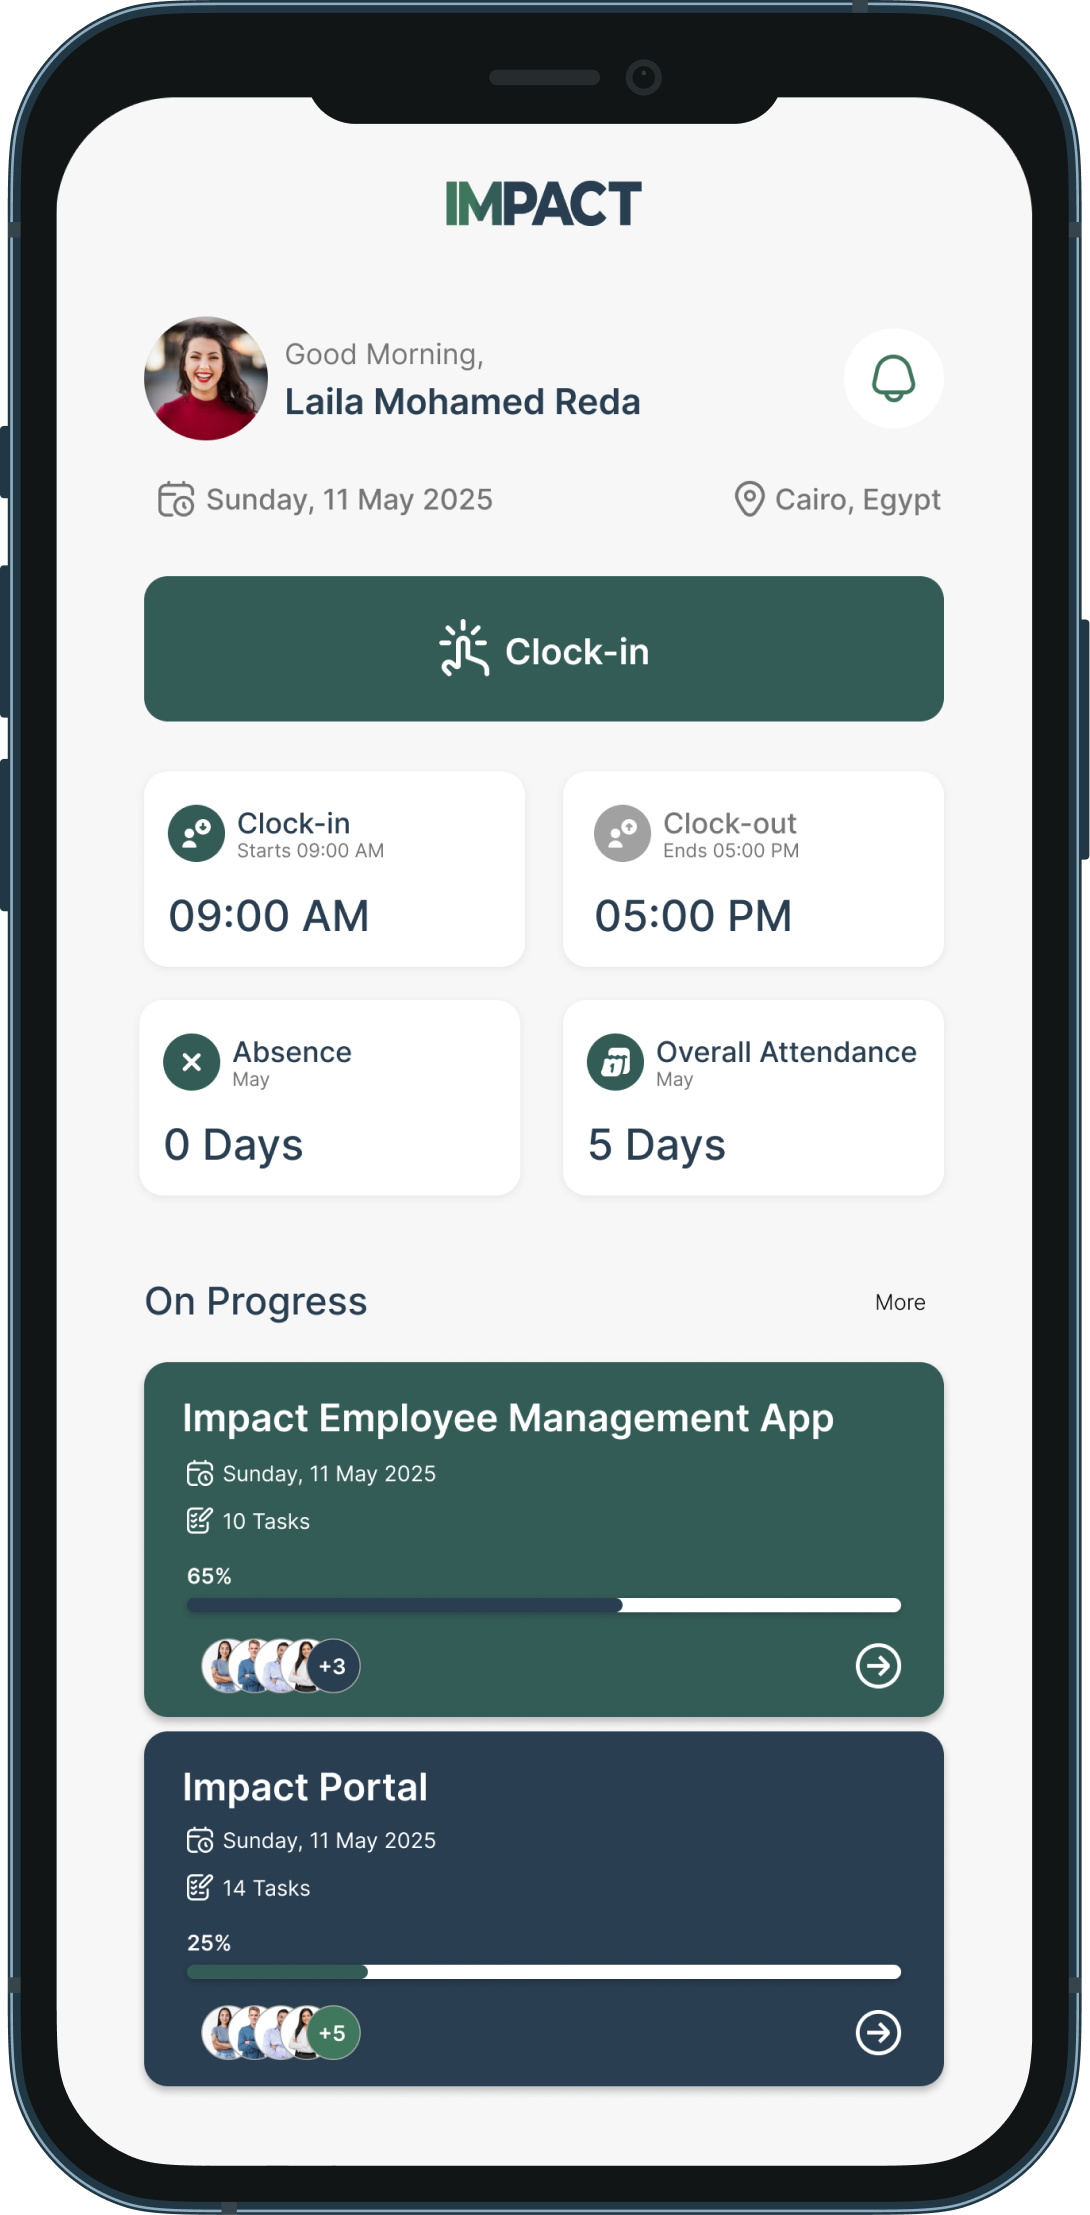 IMPACT
Good Morning,
Laila Mohamed Reda
Sunday, 11 May 2025
Cairo, Egypt
Clock-in
Clock-in
Starts 09:00 AM
09:00 AM
Clock-out
Ends 05:00 PM
05:00 PM
Absence
May
0 Days
Overall Attendance
May
5 Days
On Progress
More
Impact Employee Management App
Sunday, 11 May 2025
10 Tasks
65%
+3
Impact Portal
Sunday, 11 May 2025
14 Tasks
25%
+5